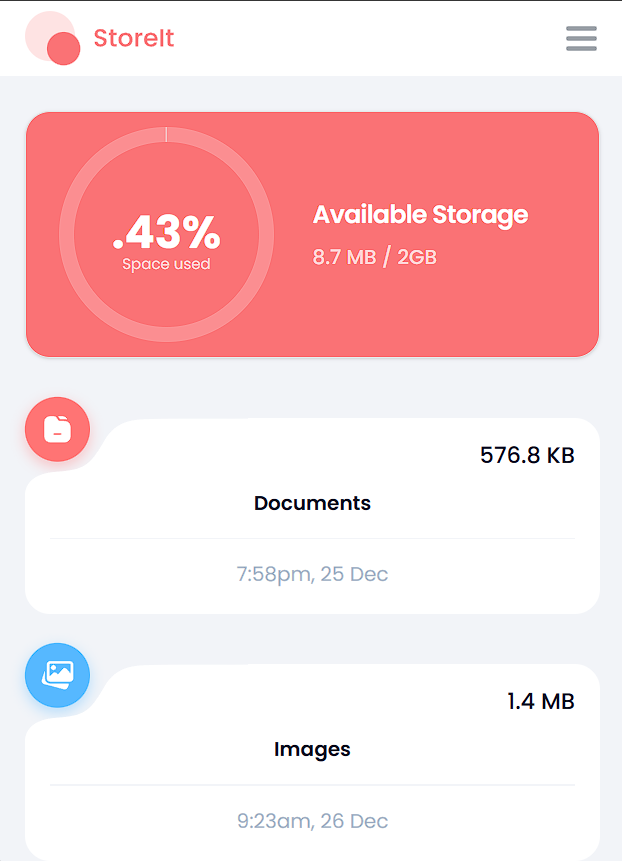 StoreIt
.43%
Space used
Available Storage
8.7 MB / 2GB
576.8 KB
Documents
7:58pm, 25 Dec
1.4 MB
Images
9:23am, 26 Dec